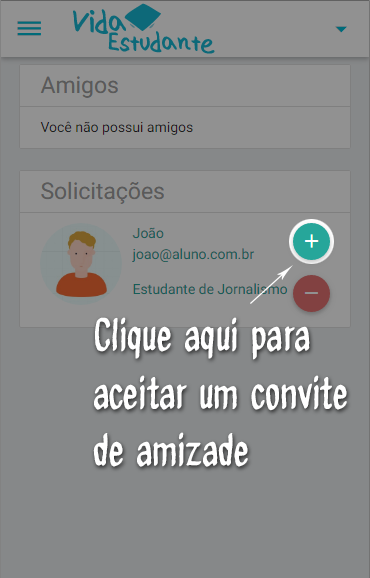 Vida
Estudante
Amigos
Você não possui amigos
Solicitações
João
joao@aluno.com.br
Estudante de Jornalismo
Clique aqui para
aceitar um convite
de amizade